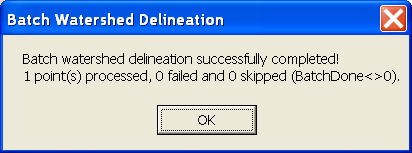 Batch Watershed Delineation
Batch watershed delineation successfully completed!
1 point(s) processed, 0 failed and 0 skipped (BatchDone<>0).
OK